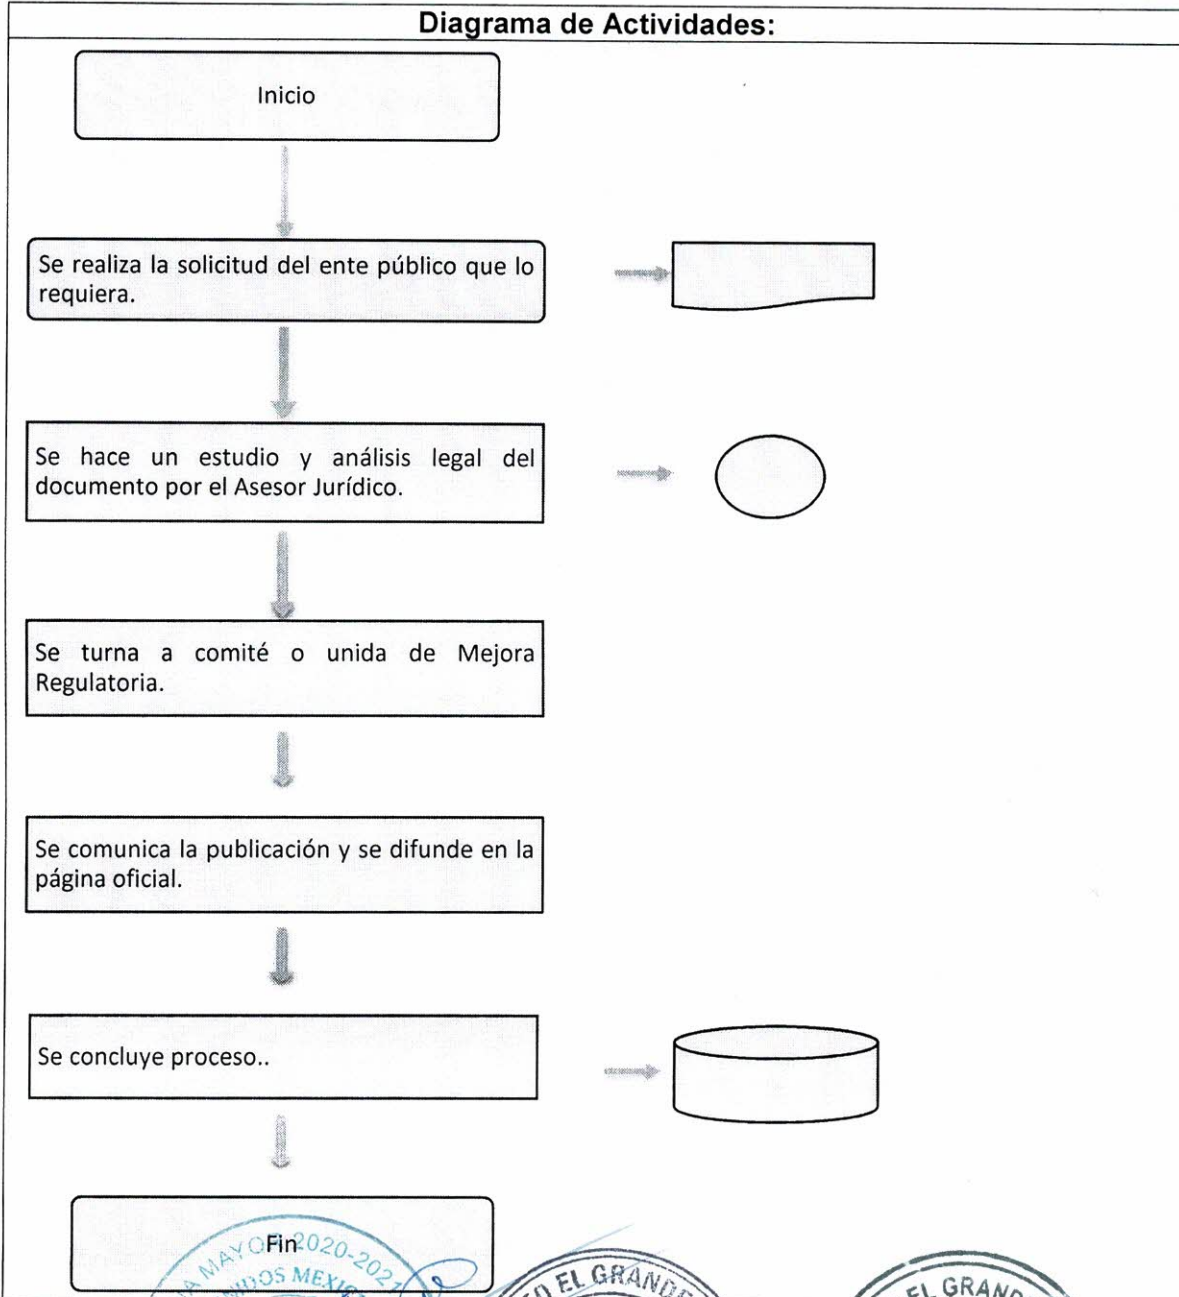 Diagrama de Actividades:
Inicio
Se realiza la solicitud del ente público que lo
requiera.
Se hace un estudio y análisis legal del
documento por el Asesor Jurídico.
Se turna a comité o unida de Mejora
Regulatoria.
Se comunica la publicación y se difunde en la
página oficial.
Se concluye proceso..
Fin
MAYOR 2020-2021
EL GRANDE
EL GRAND